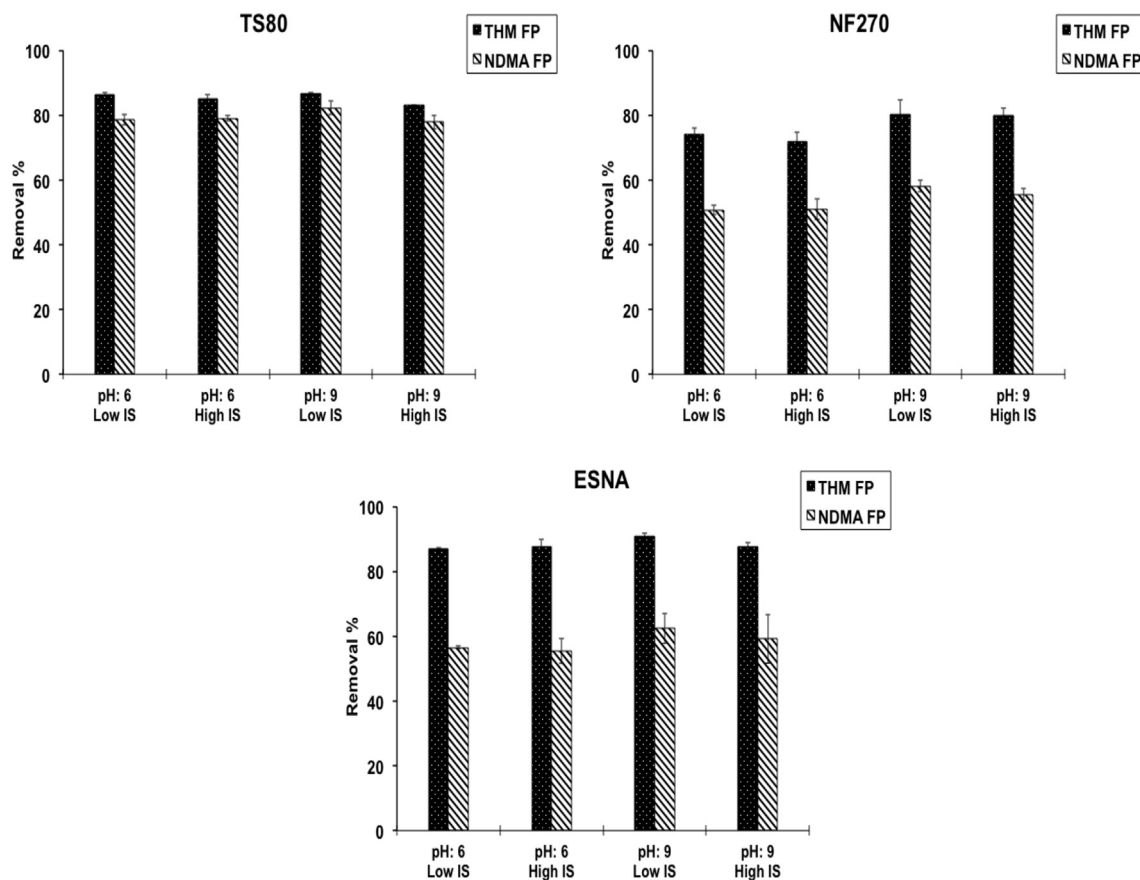 TS80
THM FP
NDMA FP
Removal %
100
80
60
40
20
0
pH: 6
Low IS
pH: 6
High IS
pH: 9
Low IS
pH: 9
High IS
NF270
THM FP
NDMA FP
Removal %
100
80
60
40
20
0
pH: 6
Low IS
pH: 6
High IS
pH: 9
Low IS
pH: 9
High IS
ESNA
THM FP
NDMA FP
Removal %
100
80
60
40
20
0
pH: 6
Low IS
pH: 6
High IS
pH: 9
Low IS
pH: 9
High IS